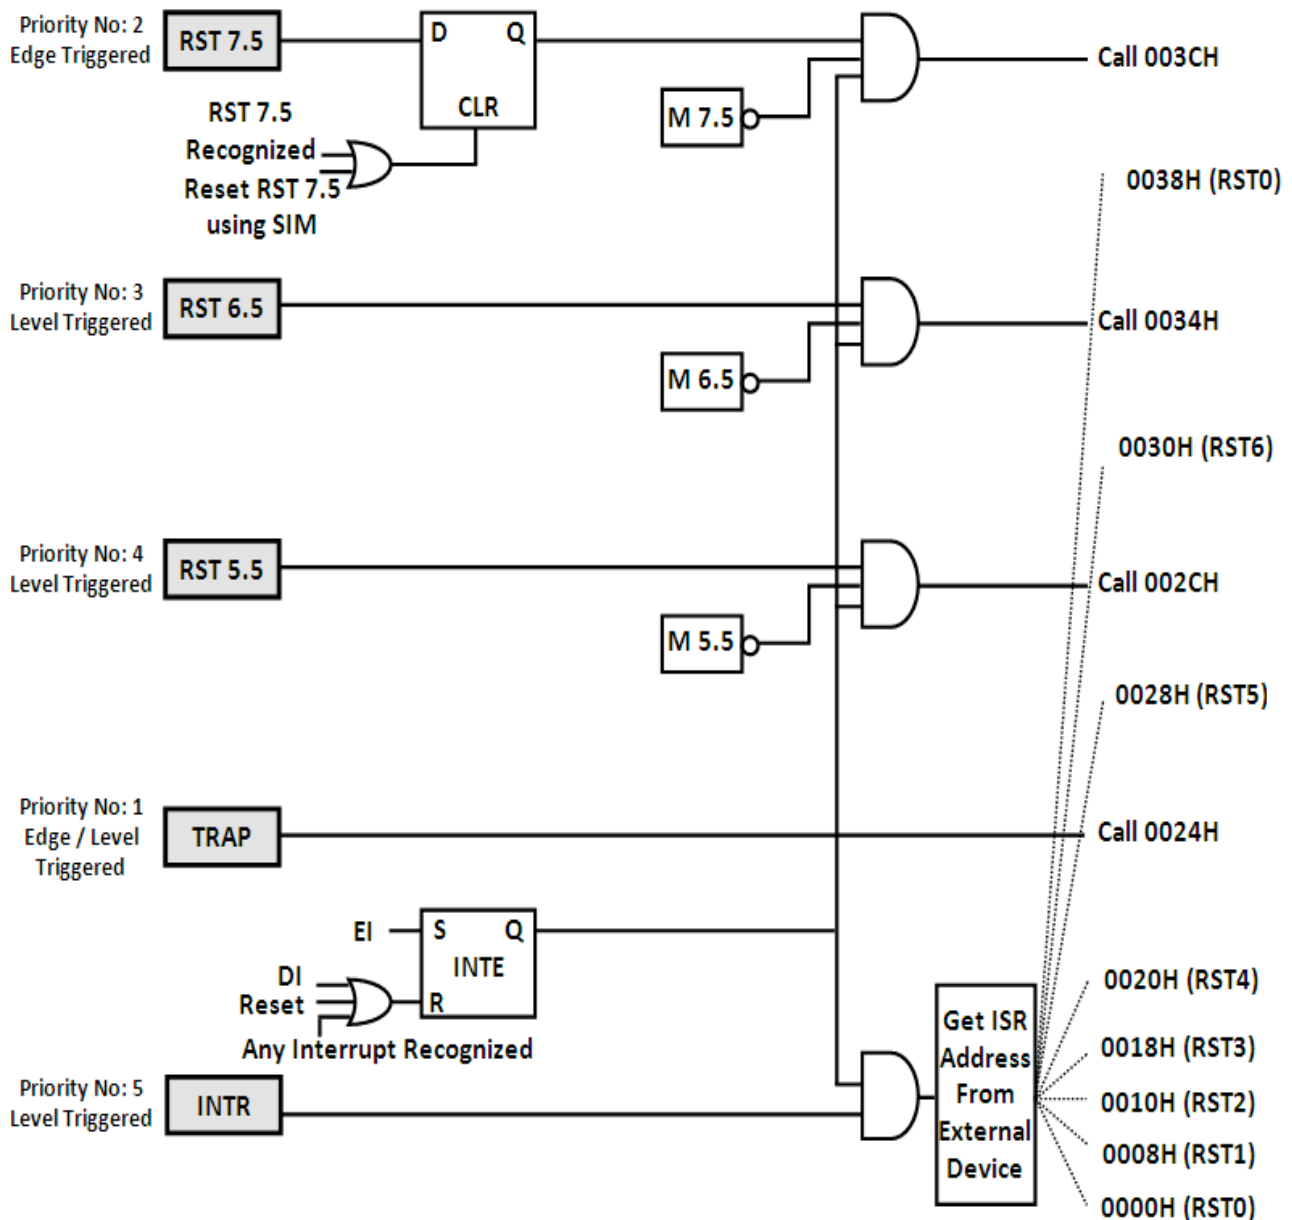 Priority No: 2
Edge Triggered
RST 7.5
D
Q
CLR
RST 7.5
Recognized
Reset RST 7.5
using SIM
M 7.5
Call 003CH
0038H (RST0)
Priority No: 3
Level Triggered
RST 6.5
M 6.5
Call 0034H
0030H (RST6)
Priority No: 4
Level Triggered
RST 5.5
M 5.5
Call 002CH
0028H (RST5)
Priority No: 1
Edge / Level
Triggered
TRAP
Call 0024H
EI
S
Q
INTE
R
DI
Reset
Any Interrupt Recognized
Priority No: 5
Level Triggered
INTR
Get ISR
Address
From
External
Device
0020H (RST4)
0018H (RST3)
0010H (RST2)
0008H (RST1)
0000H (RST0)